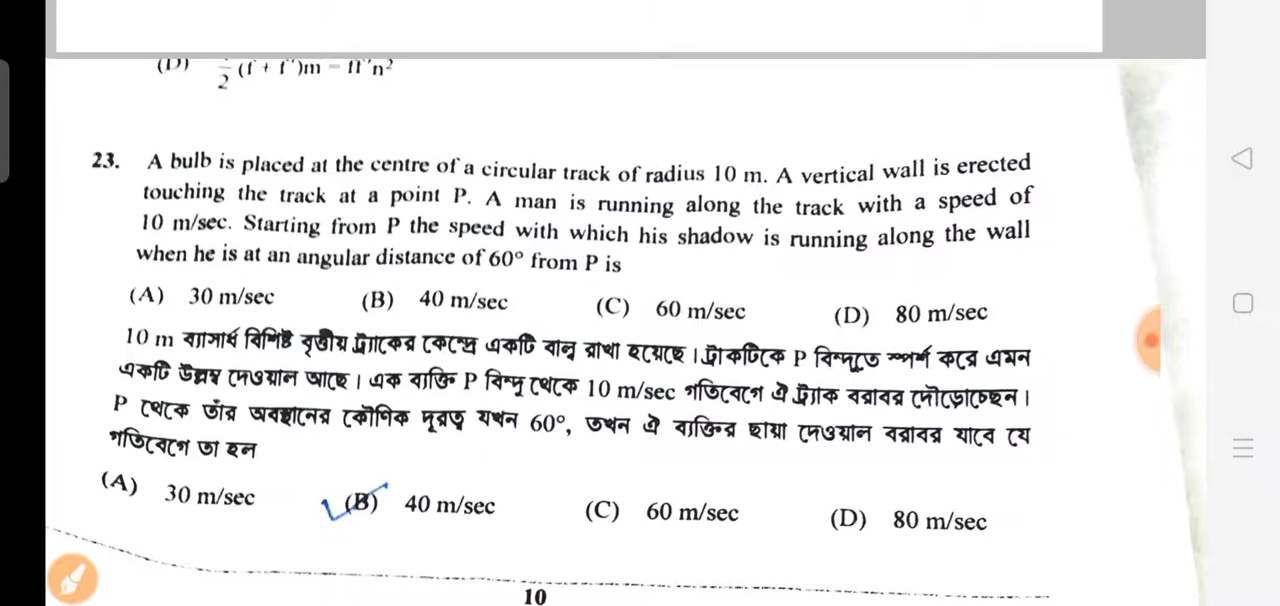 (D) 1/2 (f + f″)m − ff″n²
23. A bulb is placed at the centre of a circular track of radius 10 m. A vertical wall is erected
touching the track at a point P. A man is running along the track with a speed of
10 m/sec. Starting from P the speed with which his shadow is running along the wall
when he is at an angular distance of 60° from P is
(A) 30 m/sec (B) 40 m/sec (C) 60 m/sec (D) 80 m/sec
10 m ব্যাসার্ধ বিশিষ্ট বৃত্তীয় ট্র্যাকের কেন্দ্রে একটি বাল্ব রাখা হয়েছে। ট্র্যাকটিকে P বিন্দুতে স্পর্শ করে এমন
একটি উল্লম্ব দেওয়াল আছে। এক ব্যক্তি P বিন্দু থেকে 10 m/sec গতিবেগে ঐ ট্র্যাক বরাবর দৌড়োচ্ছেন।
P থেকে তাঁর অবস্থানের কৌণিক দূরত্ব যখন 60°, তখন ঐ ব্যক্তির ছায়া দেওয়াল বরাবর যাবে যে
গতিবেগে তা হল
(A) 30 m/sec (B) 40 m/sec (C) 60 m/sec (D) 80 m/sec
10